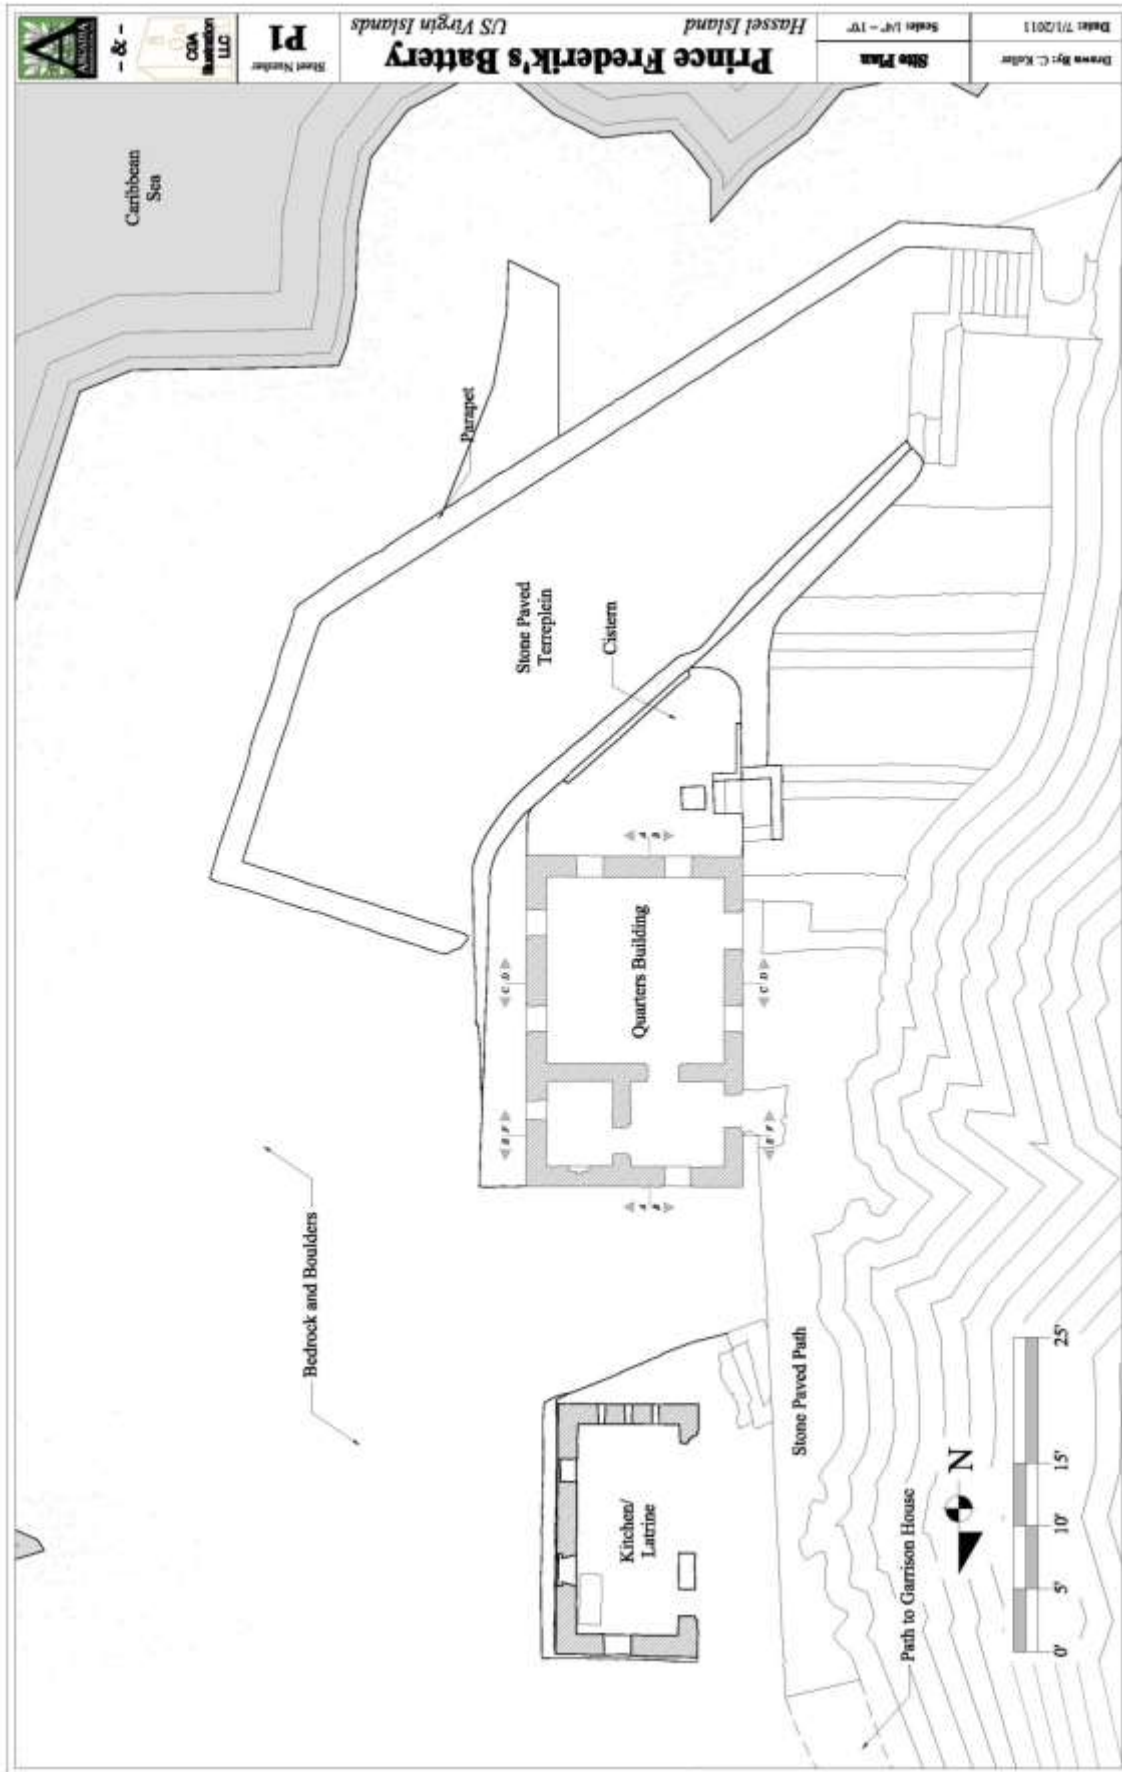 ARCADIA
- & -
CGA
Illustration
LLC
Sheet Number
P1
Prince Frederik's Battery
Hassel Island
US Virgin Islands
Site Plan
Scale: 1/4" = 1'0"
Drawn By: C. Keller
Date: 7/1/2011
Caribbean
Sea
Parapet
Stone Paved
Terreplein
Cistern
Quarters Building
A
B
C D
C D
E F
E F
A
B
Bedrock and Boulders
Kitchen/
Latrine
Stone Paved Path
Path to Garrison House
N
0' 5' 10' 15' 25'